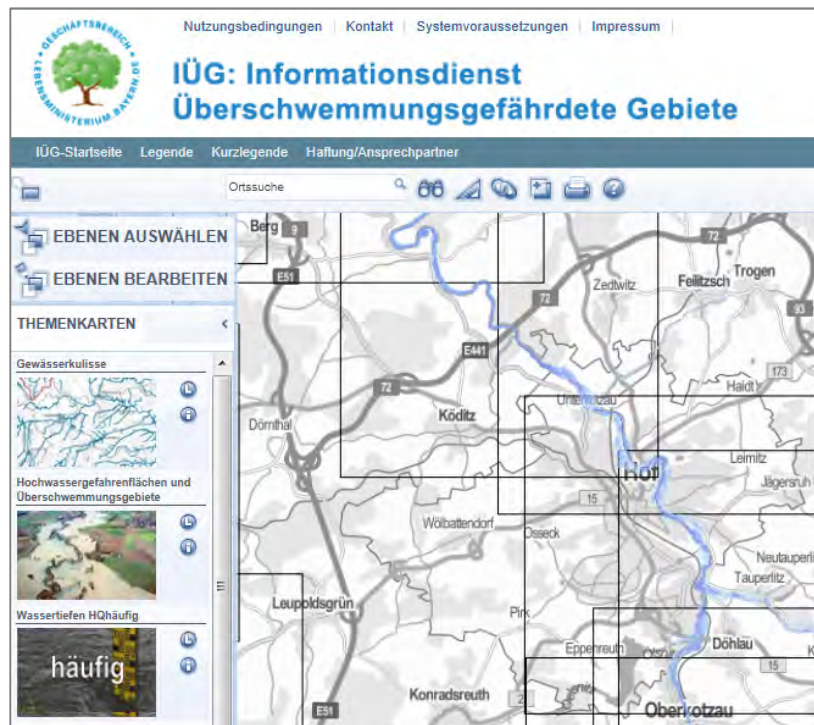 Nutzungsbedingungen | Kontakt | Systemvoraussetzungen | Impressum |
GESCHÄFTSBEREICH
LEBENSMINISTERIUM.BAYERN.DE
IÜG: Informationsdienst
Überschwemmungsgefährdete Gebiete
IÜG-Startseite Legende Kurzlegende Haftung/Ansprechpartner
Ortssuche
EBENEN AUSWÄHLEN
EBENEN BEARBEITEN
THEMENKARTEN
Gewässerkulisse
Hochwassergefahrenflächen und
Überschwemmungsgebiete
Wassertiefen HQhäufig
häufig
Berg 9
72
Trogen
Zedtwitz Feilitzsch
E51
72
93
E441
173
72
Haidt
Unterkotzau
Köditz
Dörnthal
Leimitz
Hof
Jägersruh
15
Wölbattendorf
Osseck
Neutauperlitz
Tauperlitz
Leupoldsgrün
Pirk
Eppenreuth
Döhlau
15
Konradsreuth
2
E51
Oberkotzau